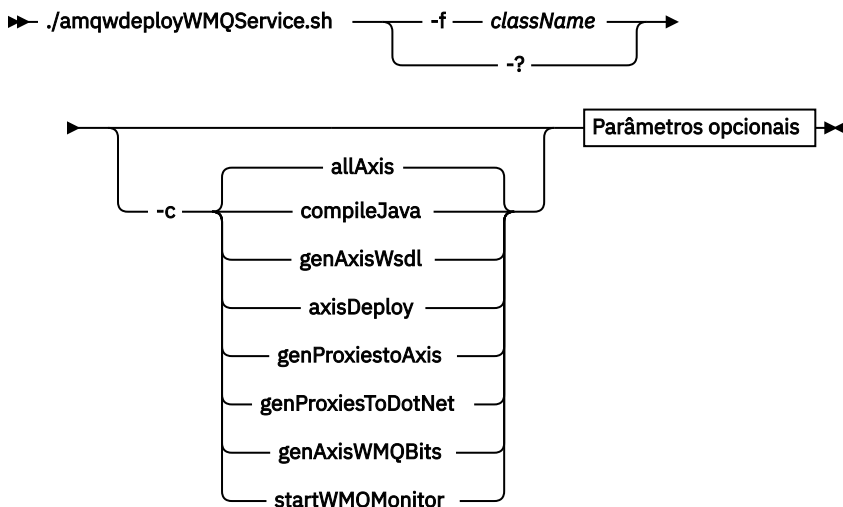 ./amqwdeployWMQService.sh -f className
-?
Parâmetros opcionais
allAxis
-c compileJava
genAxisWsdl
axisDeploy
genProxiestoAxis
genProxiesToDotNet
genAxisWMQBits
startWMQMonitor